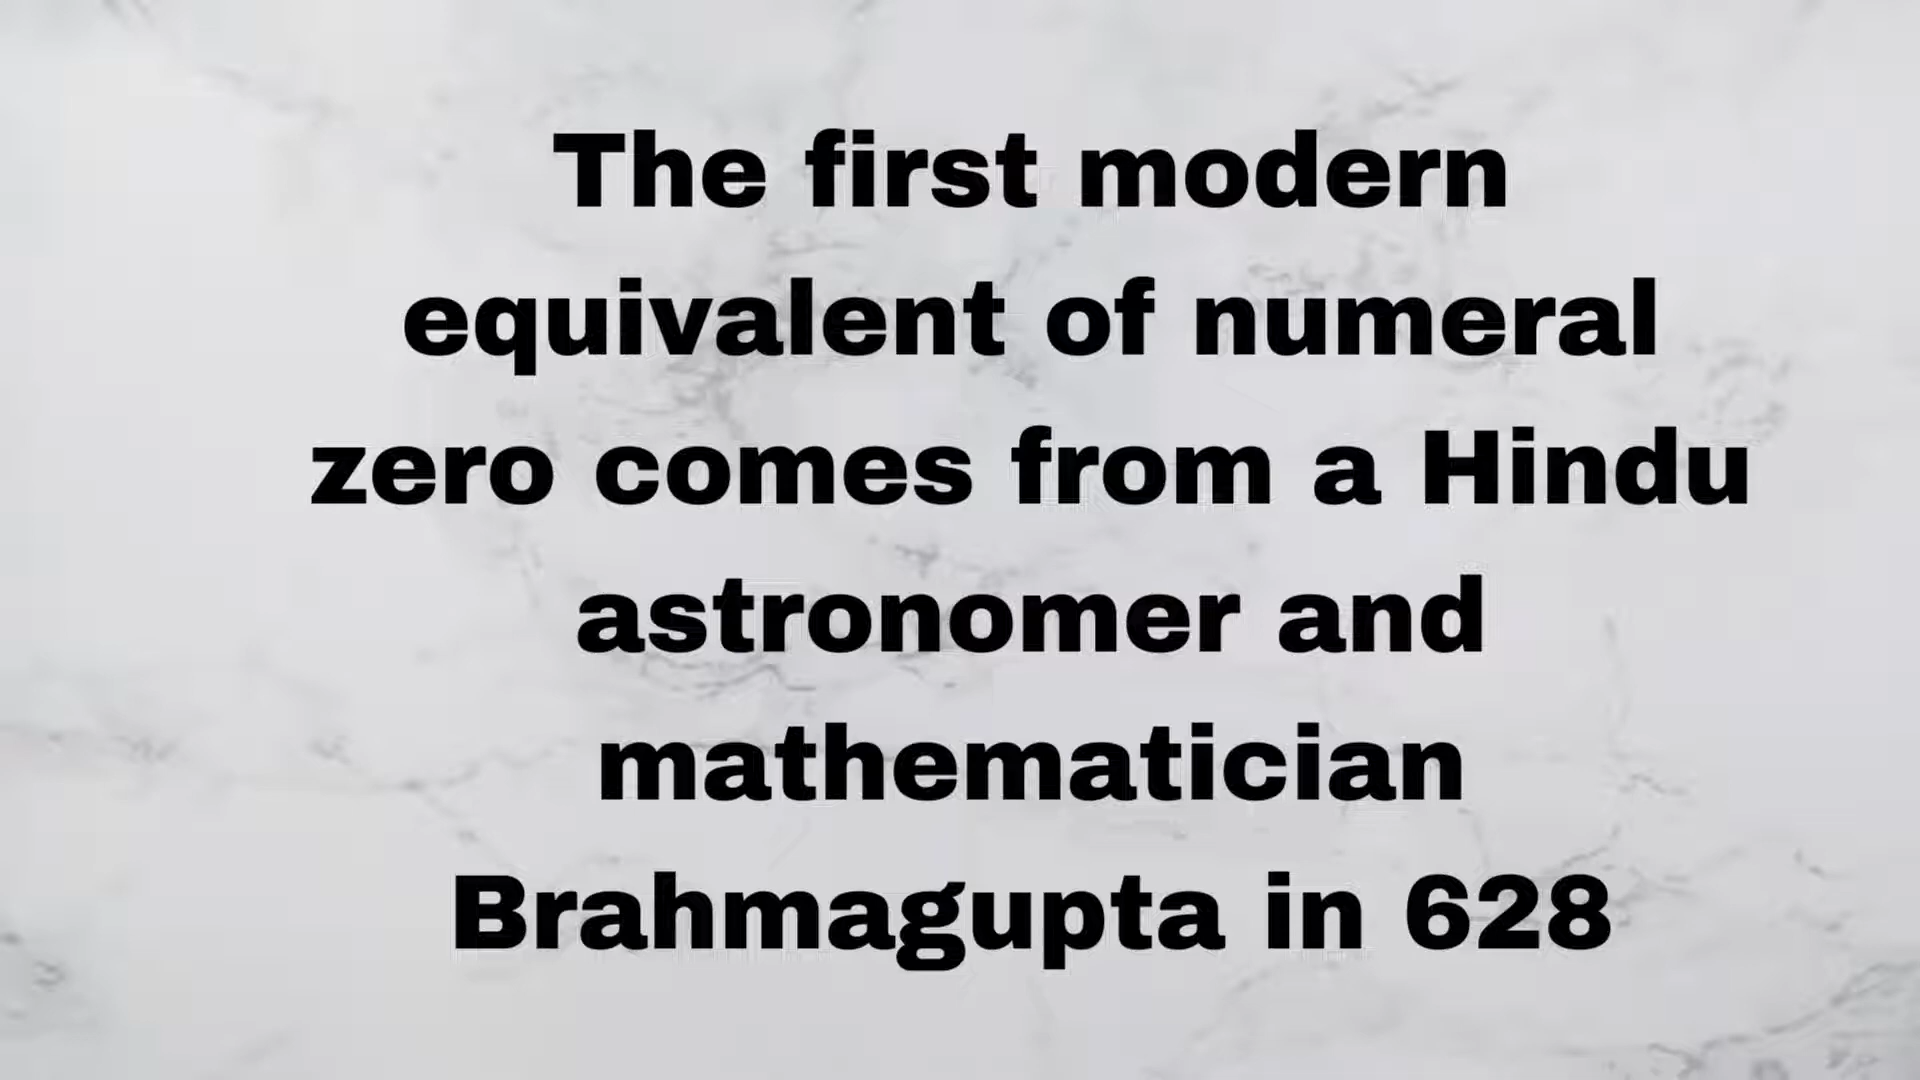 The first modern
equivalent of numeral
zero comes from a Hindu
astronomer and
mathematician
Brahmagupta in 628